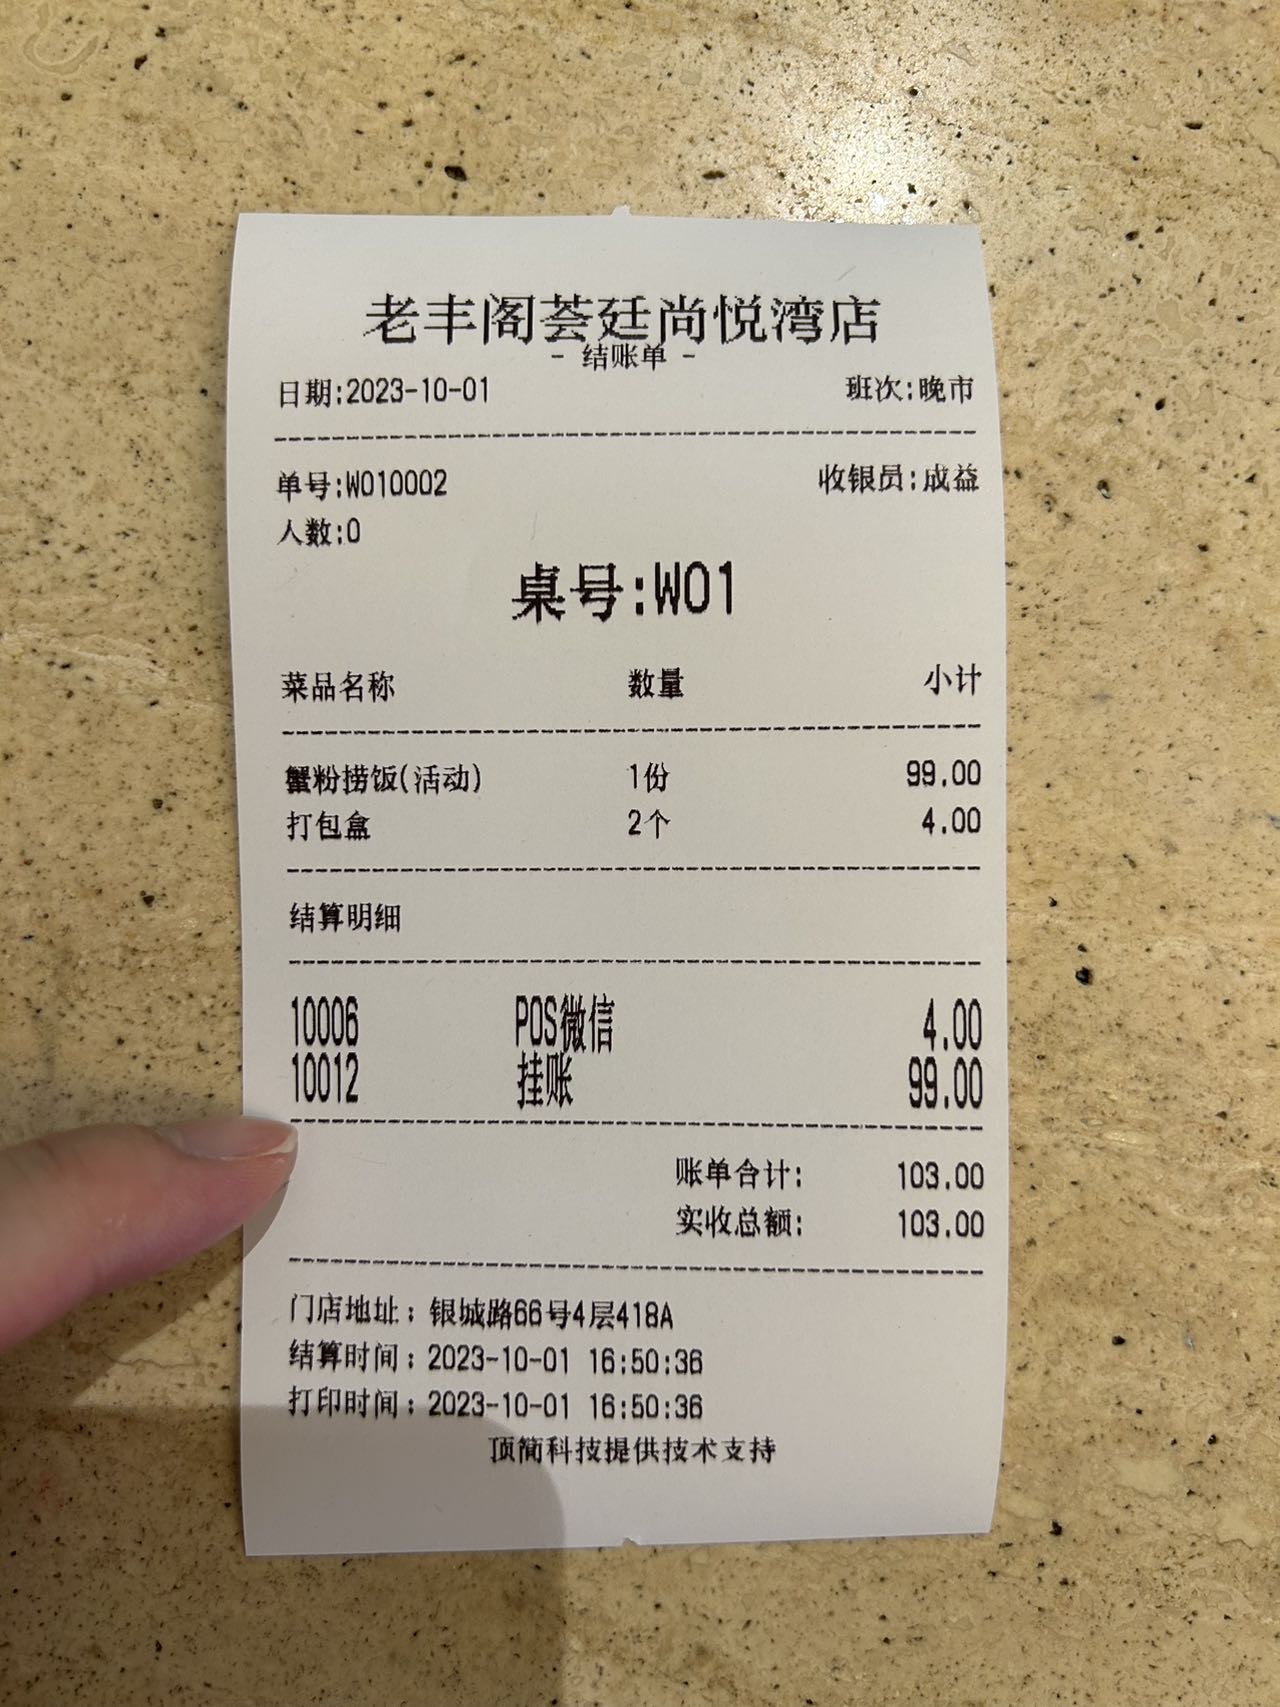 老丰阁荟廷尚悦湾店
- 结账单 -
日期:2023-10-01 班次:晚市
单号:W010002 收银员:成益
人数:0
桌号:W01
菜品名称 数量 小计
蟹粉捞饭(活动) 1份 99.00
打包盒 2个 4.00
结算明细
10006 POS微信 4.00
10012 挂账 99.00
账单合计: 103.00
实收总额: 103.00
门店地址：银城路66号4层418A
结算时间：2023-10-01 16:50:36
打印时间：2023-10-01 16:50:36
顶简科技提供技术支持